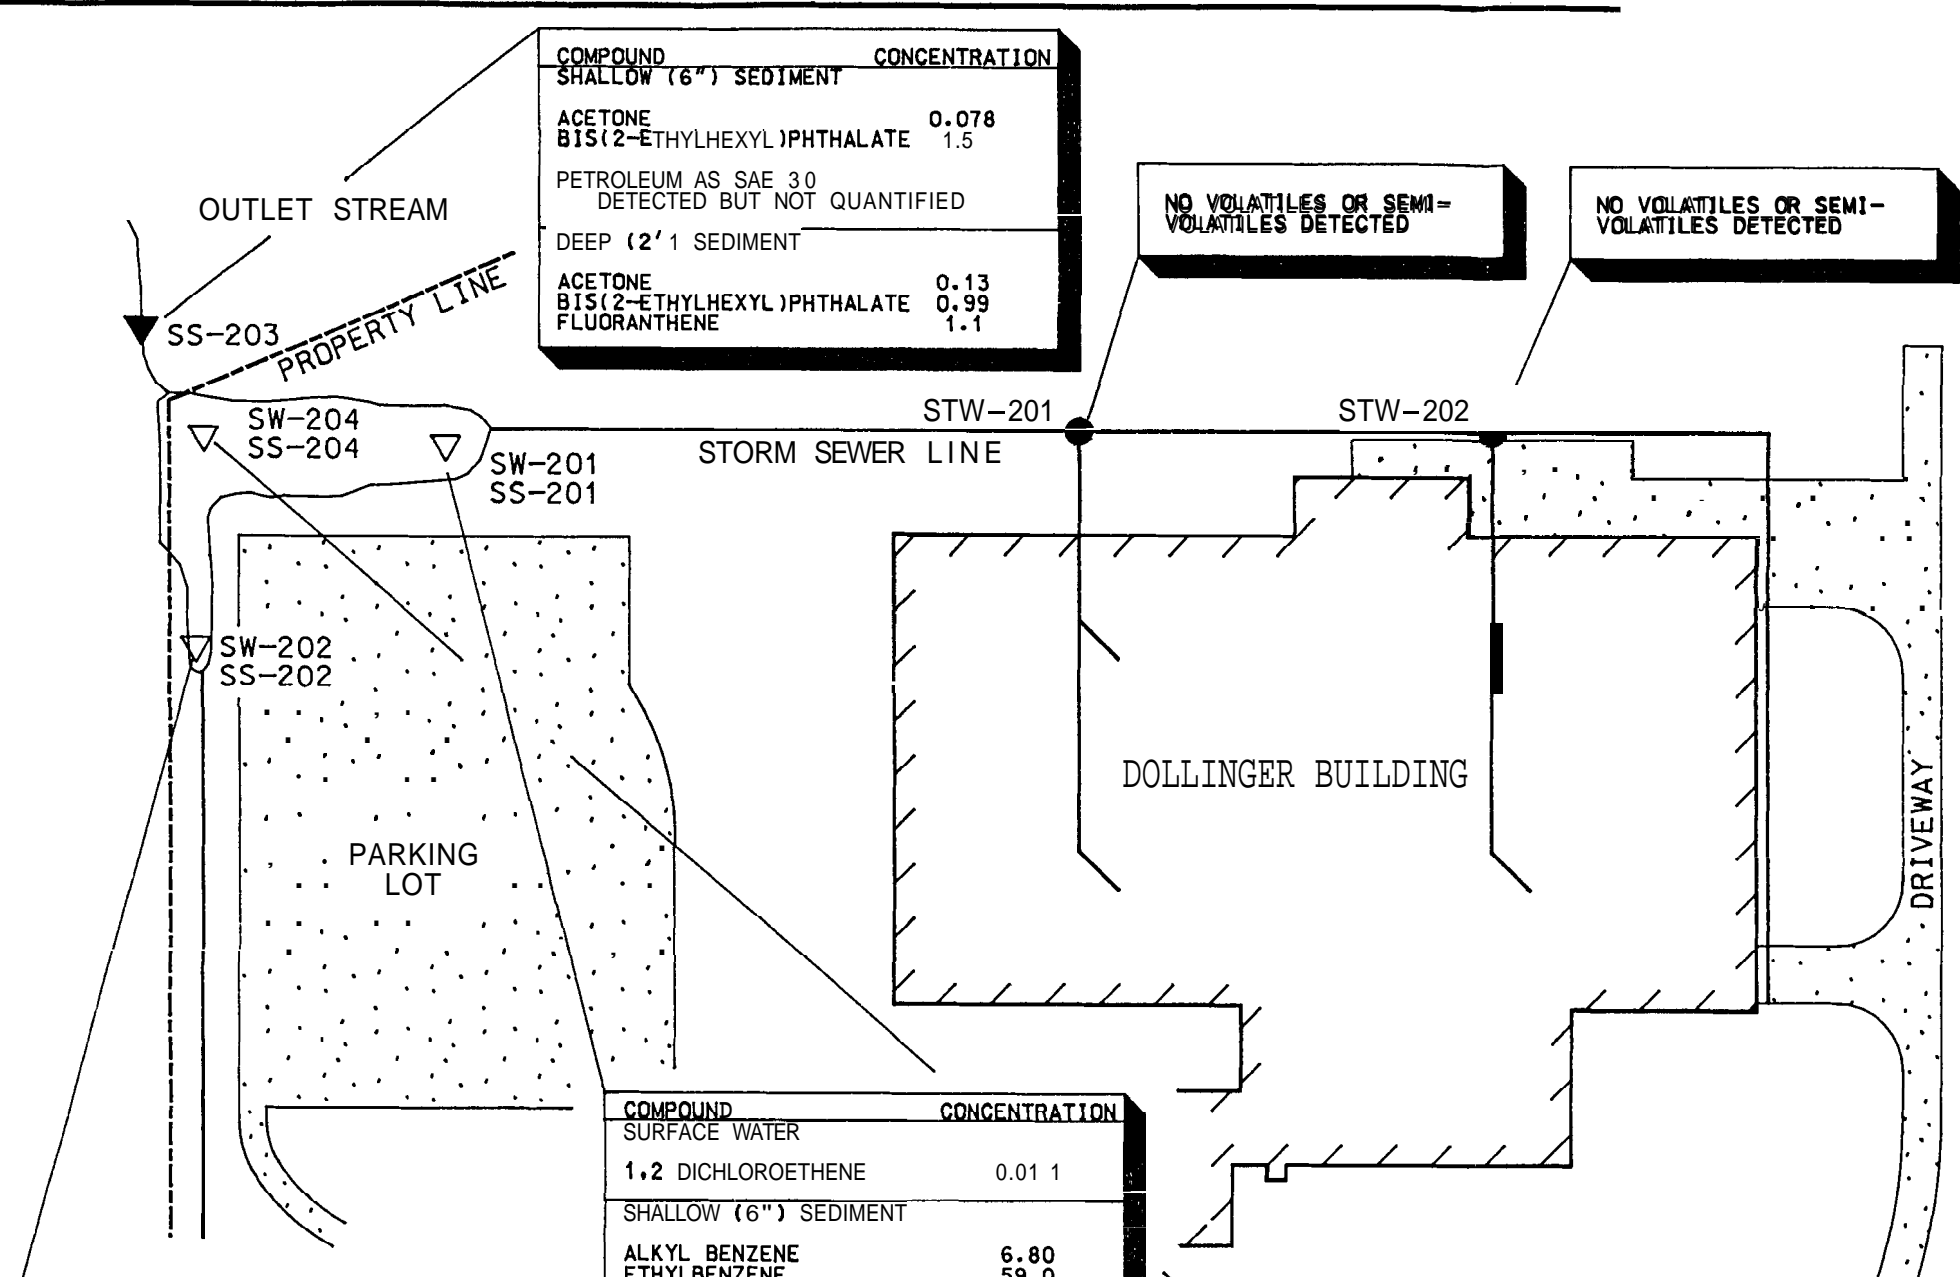 COMPOUND CONCENTRATION
SHALLOW (6") SEDIMENT
ACETONE 0.078
BIS(2-ETHYLHEXYL)PHTHALATE 1.5
PETROLEUM AS SAE 30
DETECTED BUT NOT QUANTIFIED
DEEP (2'1 SEDIMENT
ACETONE 0.13
BIS(2-ETHYLHEXYL)PHTHALATE 0.99
FLUORANTHENE 1.1
NO VOLATILES OR SEMI-
VOLATILES DETECTED
NO VOLATILES OR SEMI-
VOLATILES DETECTED
OUTLET STREAM
PROPERTY LINE
SS-203
SW-204
SS-204
SW-201
SS-201
STW-201
STW-202
STORM SEWER LINE
SW-202
SS-202
DOLLINGER BUILDING
DRIVEWAY
PARKING
LOT
COMPOUND CONCENTRATION
SURFACE WATER
1.2 DICHLOROETHENE 0.01 1
SHALLOW (6") SEDIMENT
ALKYL BENZENE 6.80
ETHYLBENZENE 59.0